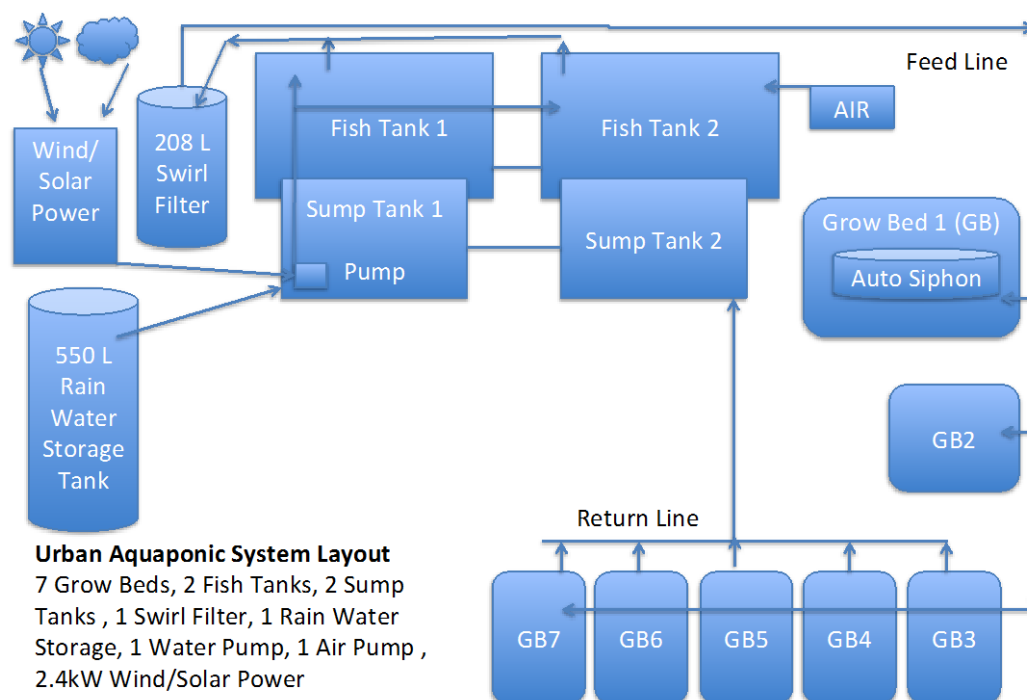 Feed Line
Wind/
Solar
Power
208 L
Swirl
Filter
Fish Tank 1
Fish Tank 2
AIR
Sump Tank 1
Pump
Sump Tank 2
Grow Bed 1 (GB)
Auto Siphon
550 L
Rain
Water
Storage
Tank
GB2
Return Line
GB7
GB6
GB5
GB4
GB3
Urban Aquaponic System Layout
7 Grow Beds, 2 Fish Tanks, 2 Sump
Tanks , 1 Swirl Filter, 1 Rain Water
Storage, 1 Water Pump, 1 Air Pump ,
2.4kW Wind/Solar Power